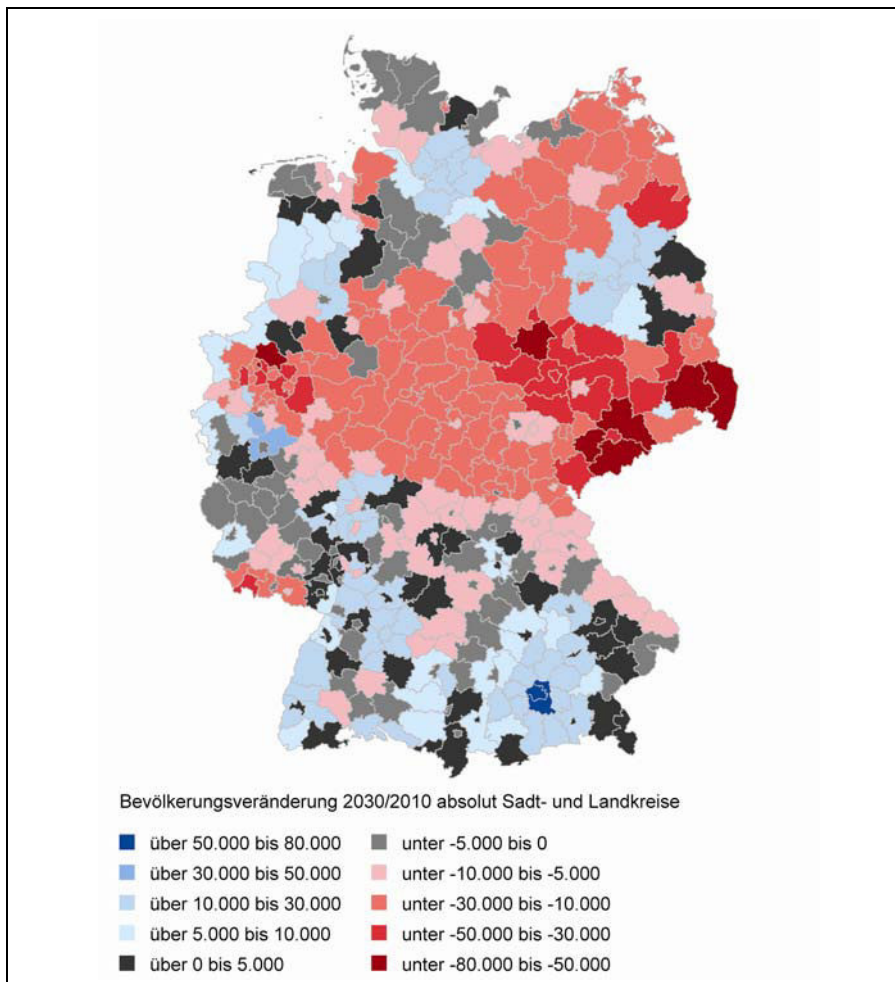 Bevölkerungsveränderung 2030/2010 absolut Sadt- und Landkreise
über 50.000 bis 80.000
über 30.000 bis 50.000
über 10.000 bis 30.000
über 5.000 bis 10.000
über 0 bis 5.000
unter -5.000 bis 0
unter -10.000 bis -5.000
unter -30.000 bis -10.000
unter -50.000 bis -30.000
unter -80.000 bis -50.000